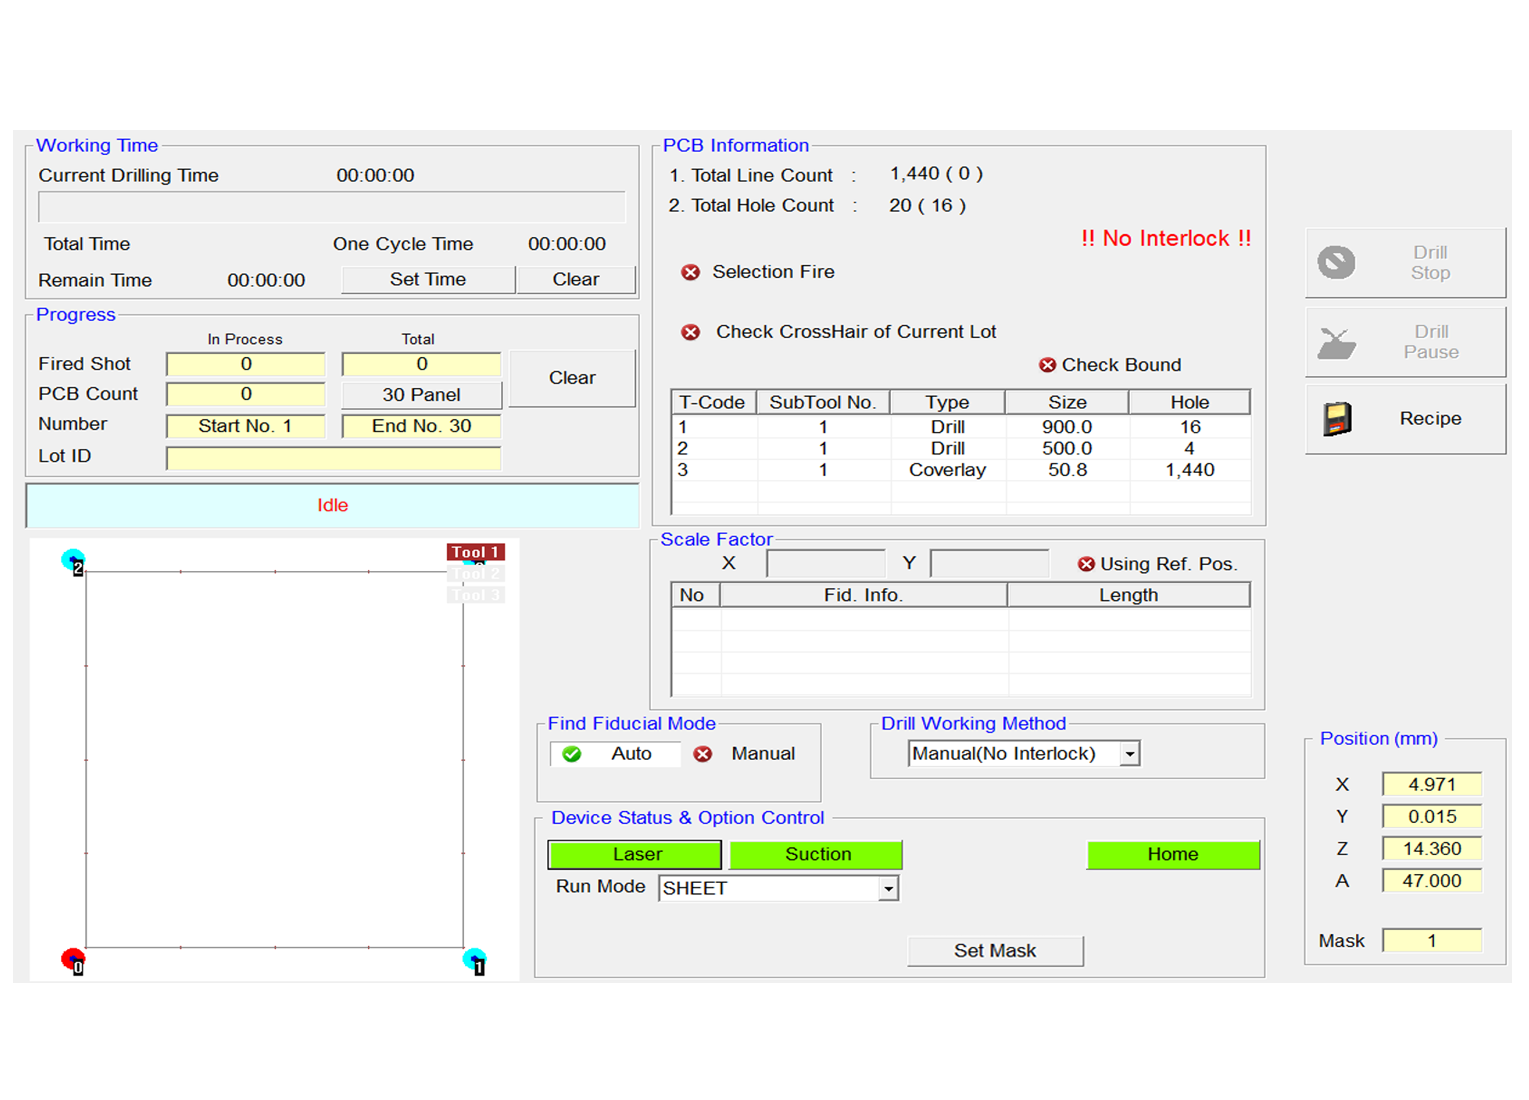 Working Time
Current Drilling Time 00:00:00
Total Time One Cycle Time 00:00:00
Remain Time 00:00:00 Set Time Clear
Progress
In Process Total
Fired Shot 0 0
Clear
PCB Count 0 30 Panel
Number Start No. 1 End No. 30
Lot ID
Idle
Tool 1
Tool 2
Tool 3
2
0
1
PCB Information
1. Total Line Count : 1,440 ( 0 )
2. Total Hole Count : 20 ( 16 )
!! No Interlock !!
Selection Fire
Check CrossHair of Current Lot
Check Bound
T-Code SubTool No. Type Size Hole
1 1 Drill 900.0 16
2 1 Drill 500.0 4
3 1 Coverlay 50.8 1,440
Scale Factor
X Y Using Ref. Pos.
No Fid. Info. Length
Find Fiducial Mode
Auto Manual
Drill Working Method
Manual(No Interlock)
Device Status & Option Control
Laser Suction Home
Run Mode SHEET
Set Mask
Drill
Stop
Drill
Pause
Recipe
Position (mm)
X 4.971
Y 0.015
Z 14.360
A 47.000
Mask 1